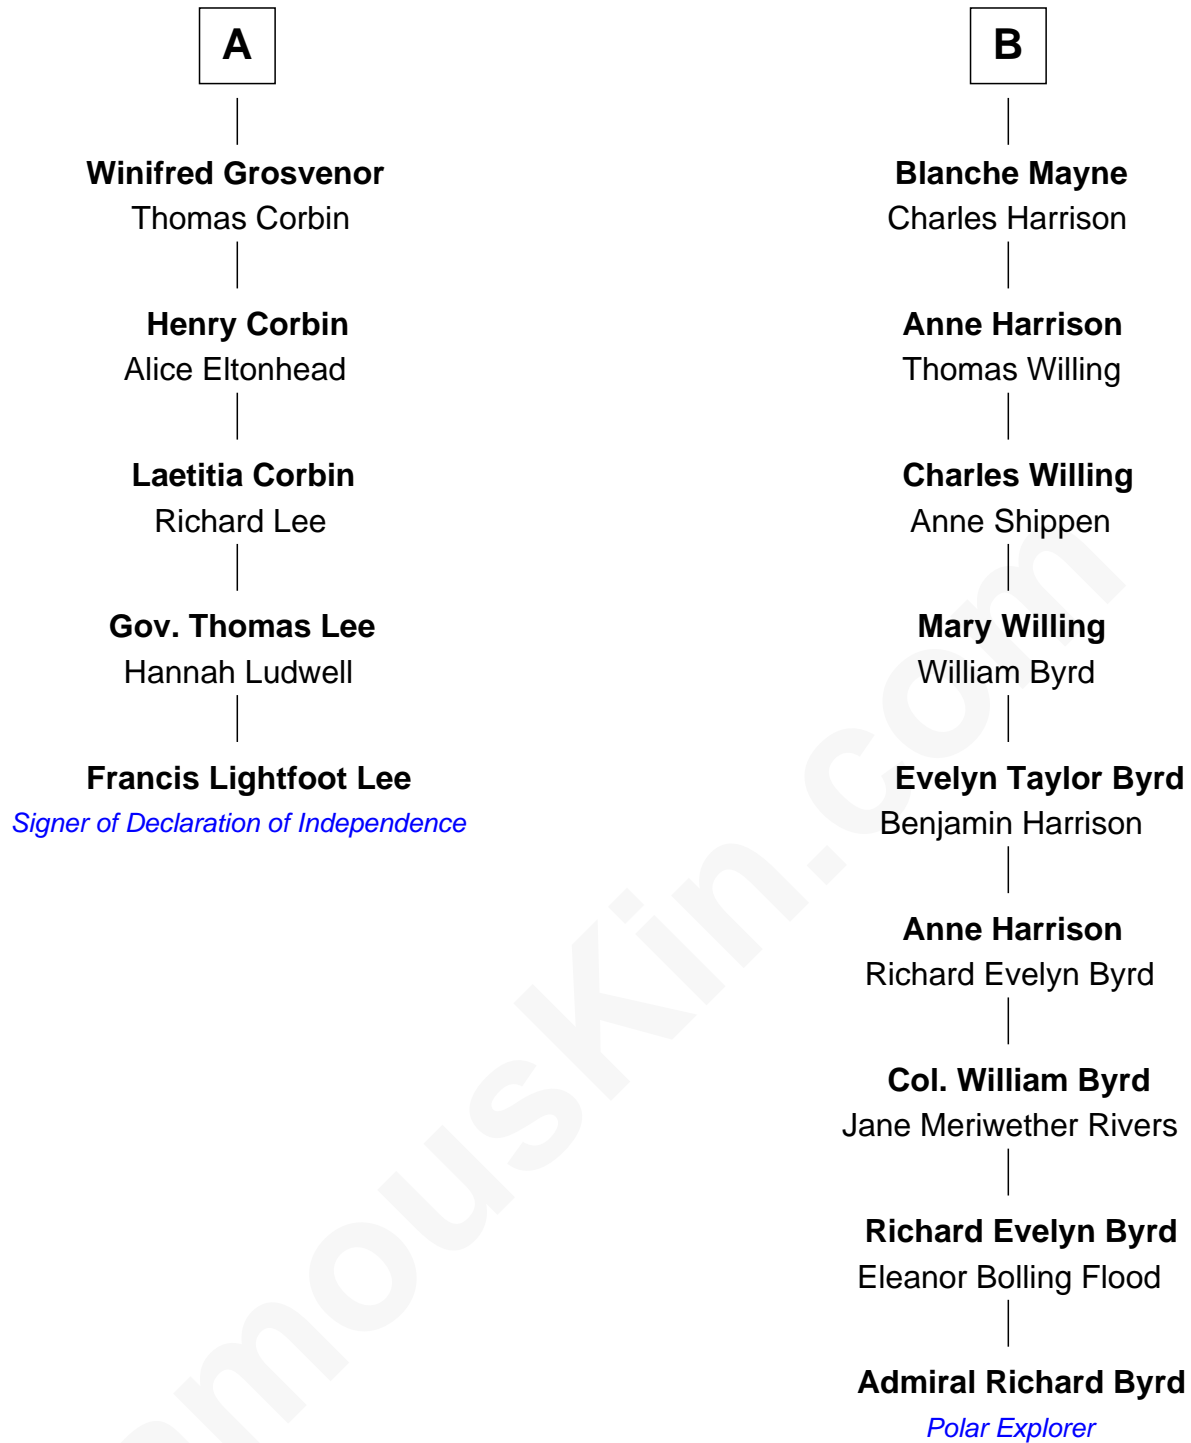 A
Winifred Grosvenor
Thomas Corbin
Henry Corbin
Alice Eltonhead
Laetitia Corbin
Richard Lee
Gov. Thomas Lee
Hannah Ludwell
Francis Lightfoot Lee
Signer of Declaration of Independence
B
Blanche Mayne
Charles Harrison
Anne Harrison
Thomas Willing
Charles Willing
Anne Shippen
Mary Willing
William Byrd
Evelyn Taylor Byrd
Benjamin Harrison
Anne Harrison
Richard Evelyn Byrd
Col. William Byrd
Jane Meriwether Rivers
Richard Evelyn Byrd
Eleanor Bolling Flood
Admiral Richard Byrd
Polar Explorer
amouskin.com